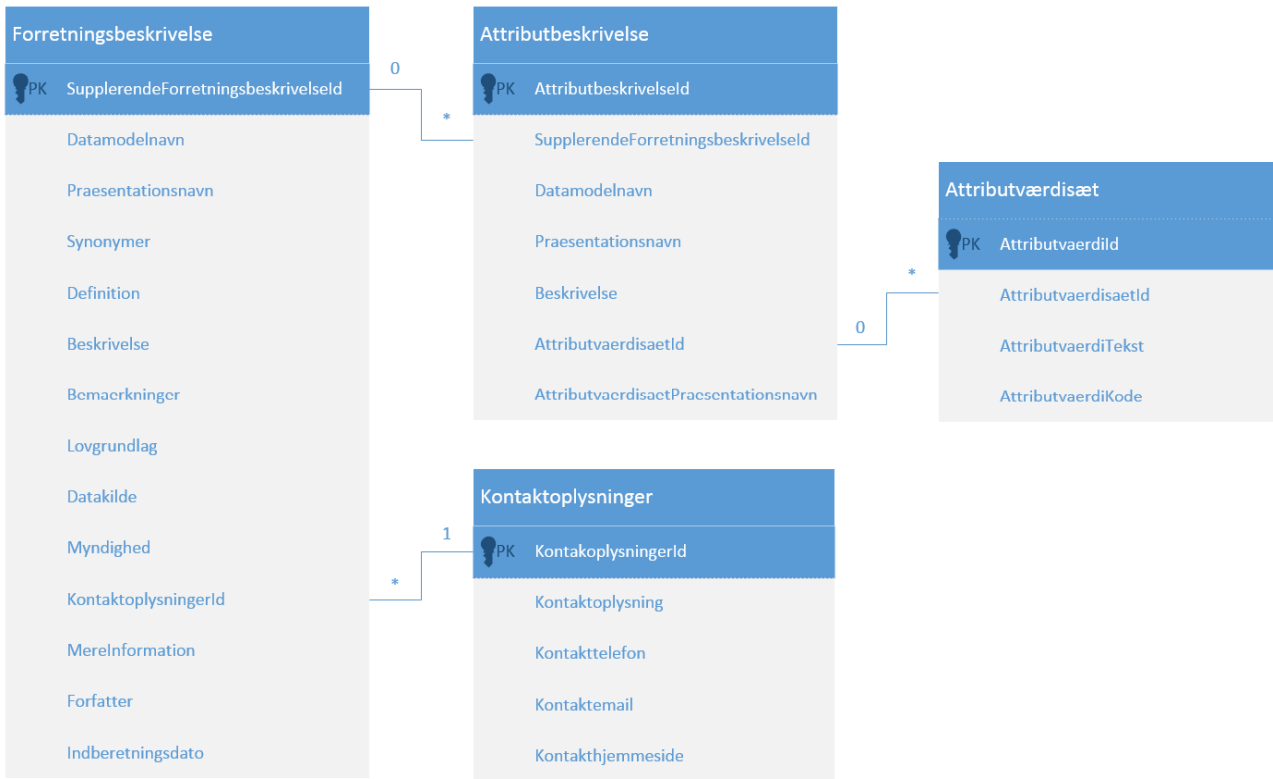 Forretningsbeskrivelse
PK SupplerendeForretningsbeskrivelseId
Datamodelnavn
Praesentationsnavn
Synonymer
Definition
Beskrivelse
Bemaerkninger
Lovgrundlag
Datakilde
Myndighed
KontaktoplysningerId
MereInformation
Forfatter
Indberetningsdato
0
*
Attributbeskrivelse
PK AttributbeskrivelseId
SupplerendeForretningsbeskrivelseId
Datamodelnavn
Praesentationsnavn
Beskrivelse
AttributvaerdisaetId
AttributvaerdisaetPraesentationsnavn
0
*
Attributværdisæt
PK AttributvaerdiId
AttributvaerdisaetId
AttributvaerdiTekst
AttributvaerdiKode
1
*
Kontaktoplysninger
PK KontakoplysningerId
Kontaktoplysning
Kontakttelefon
Kontaktemail
Kontakthjemmeside